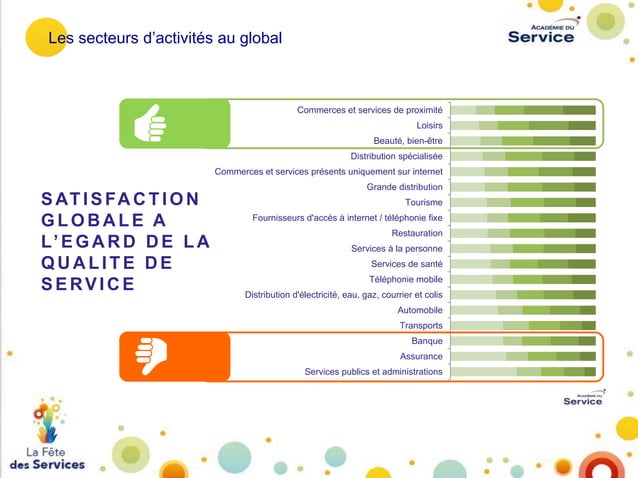 Les secteurs d’activités au global
ACADÉMIE DU
Service
Commerces et services de proximité
Loisirs
Beauté, bien-être
Distribution spécialisée
Commerces et services présents uniquement sur internet
Grande distribution
Tourisme
Fournisseurs d'accès à internet / téléphonie fixe
Restauration
Services à la personne
Services de santé
Téléphonie mobile
Distribution d'électricité, eau, gaz, courrier et colis
Automobile
Transports
Banque
Assurance
Services publics et administrations
SATISFACTION
GLOBALE A
L’EGARD DE LA
QUALITE DE
SERVICE
ACADÉMIE DU
Service
La Fête
des Services